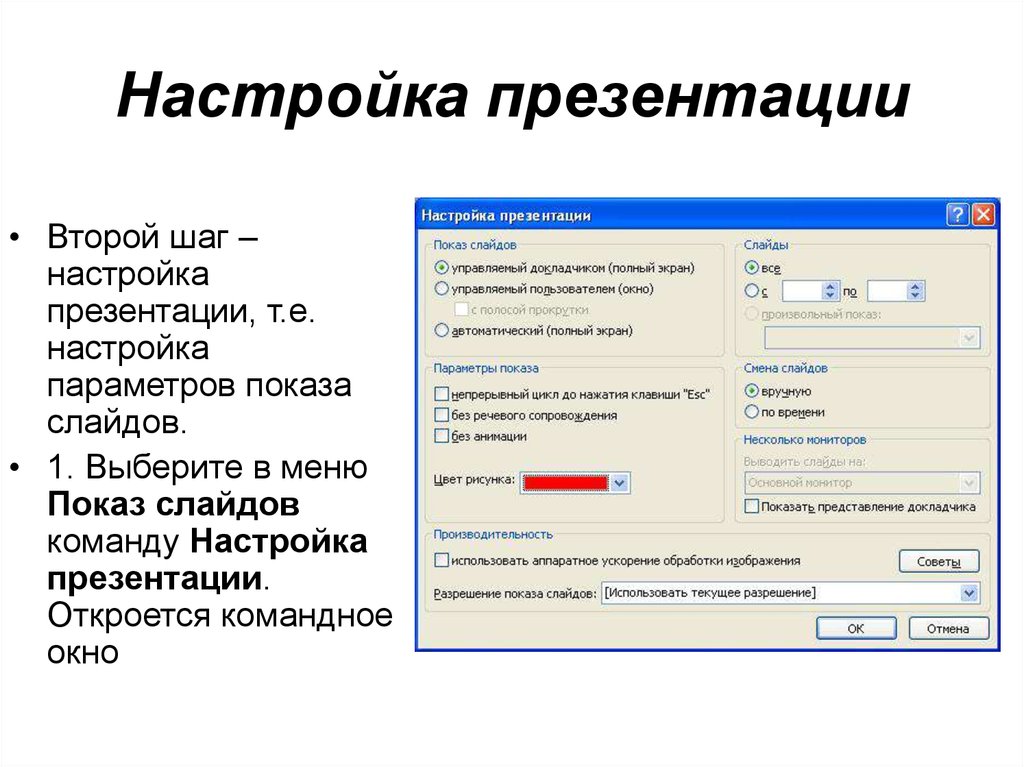 Настройка презентации
• Второй шаг –
настройка
презентации, т.е.
настройка
параметров показа
слайдов.
• 1. Выберите в меню
Показ слайдов
команду Настройка
презентации.
Откроется командное
окно
Настройка презентации
Показ слайдов
управляемый докладчиком (полный экран)
управляемый пользователем (окно)
с полосой прокрутки
автоматический (полный экран)
Слайды
все
с по
произвольный показ:
Параметры показа
непрерывный цикл до нажатия клавиши "Esc"
без речевого сопровождения
без анимации
Цвет рисунка:
Смена слайдов
вручную
по времени
Несколько мониторов
Выводить слайды на:
Основной монитор
Показать представление докладчика
Производительность
использовать аппаратное ускорение обработки изображения
Советы
Разрешение показа слайдов: [Использовать текущее разрешение]
ОК Отмена